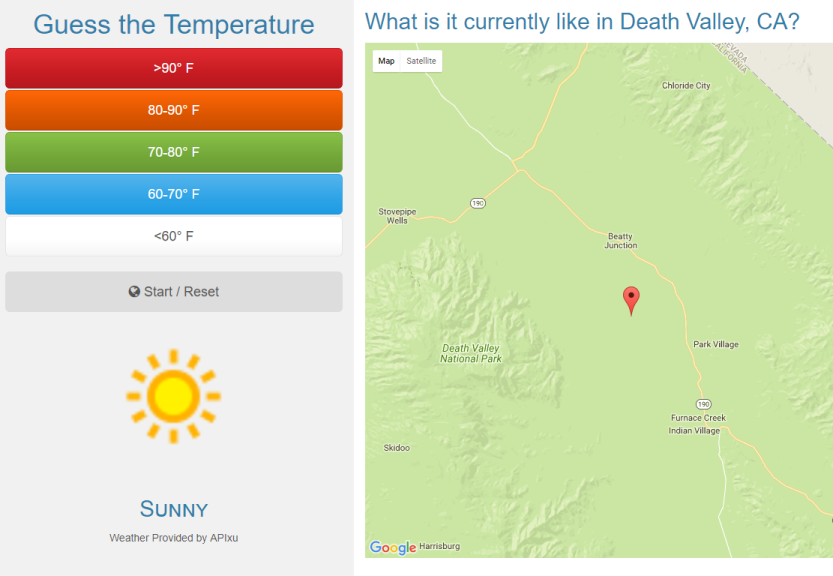 Guess the Temperature
>90° F
80-90° F
70-80° F
60-70° F
<60° F
Start / Reset
SUNNY
Weather Provided by APIxu
What is it currently like in Death Valley, CA?
Map Satellite
NEVADA
CALIFORNIA
Chloride City
190
Stovepipe
Wells
Beatty
Junction
Death Valley
National Park
Park Village
190
Furnace Creek
Indian Village
Skidoo
Google Harrisburg